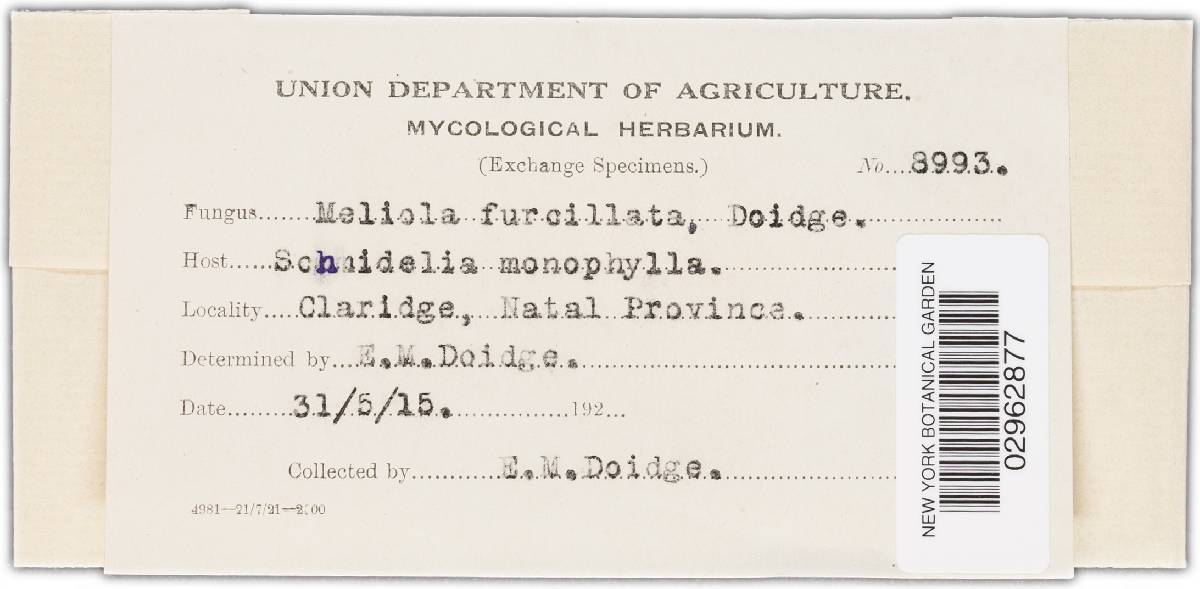 UNION DEPARTMENT OF AGRICULTURE.
MYCOLOGICAL HERBARIUM.
(Exchange Specimens.) No....8993.
Fungus.......Meliola furcillata, Doidge.
Host......Schmidelia monophylla.
Locality....Claridge, Natal Province.
Determined by...E.M.Doidge.
Date........31/5/15...............192...
Collected by...........E.M.Doidge.
4981—21/7/21—2000
NEW YORK BOTANICAL GARDEN
02962877